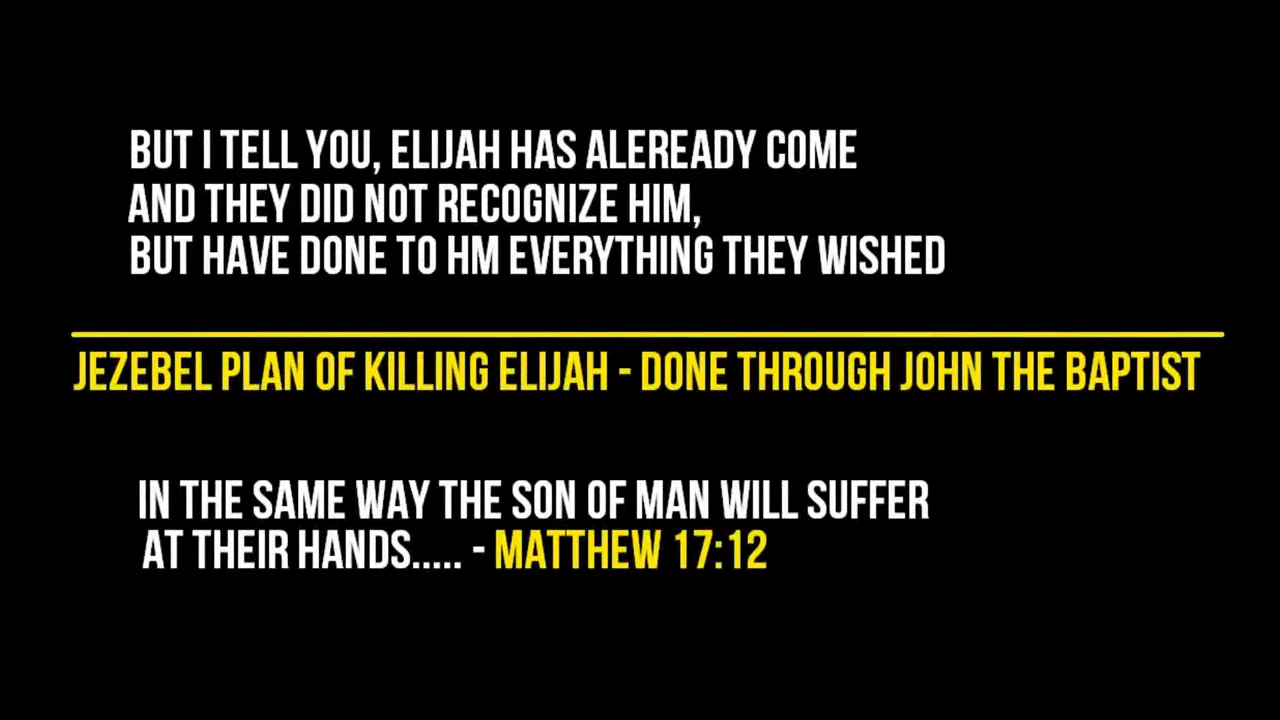 BUT I TELL YOU, ELIJAH HAS ALEREADY COME
AND THEY DID NOT RECOGNIZE HIM,
BUT HAVE DONE TO HM EVERYTHING THEY WISHED
JEZEBEL PLAN OF KILLING ELIJAH - DONE THROUGH JOHN THE BAPTIST
IN THE SAME WAY THE SON OF MAN WILL SUFFER
AT THEIR HANDS..... - MATTHEW 17:12